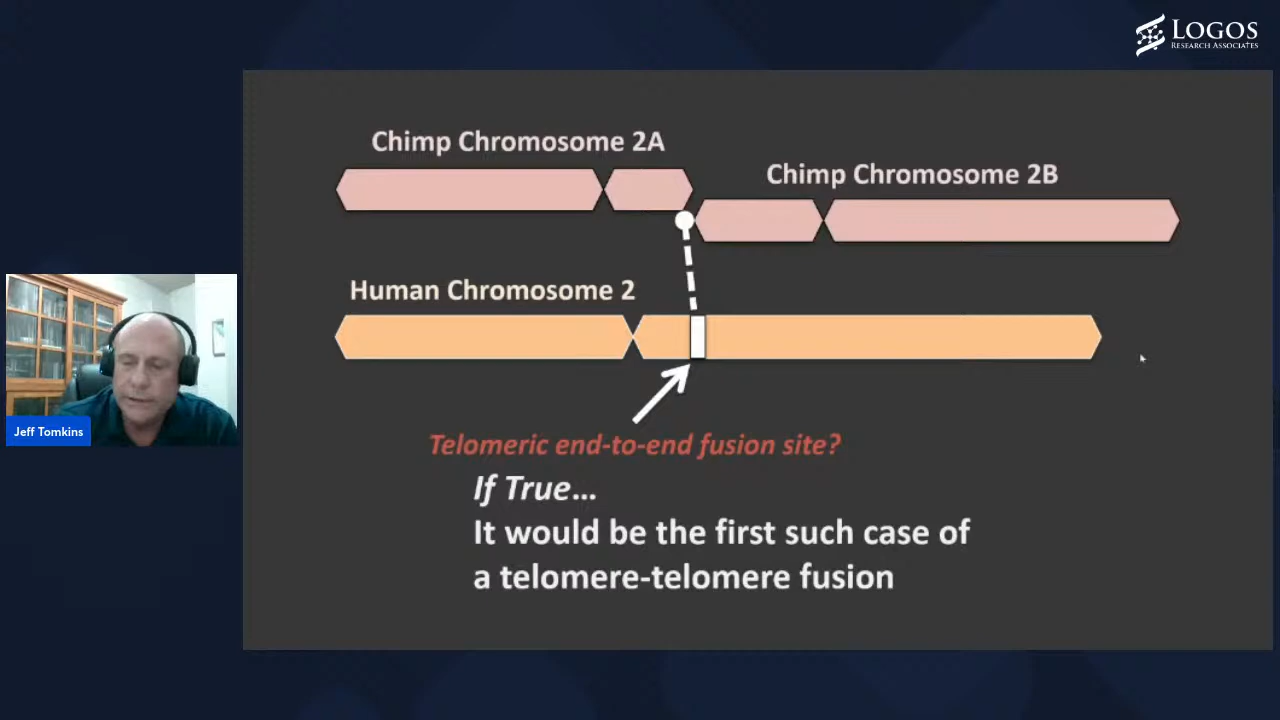 LOGOS
RESEARCH ASSOCIATES
Chimp Chromosome 2A
Chimp Chromosome 2B
Human Chromosome 2
Jeff Tomkins
Telomeric end-to-end fusion site?
If True…
It would be the first such case of
a telomere-telomere fusion